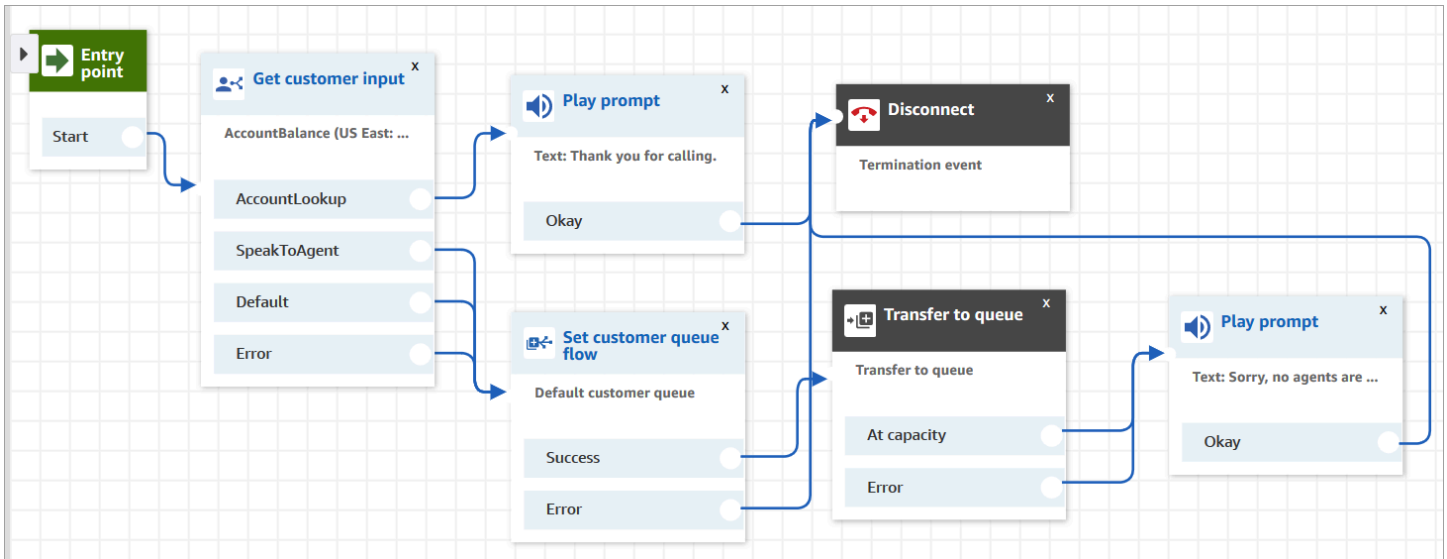 Entry
point
Start
Get customer input
x
AccountBalance (US East: ...
AccountLookup
SpeakToAgent
Default
Error
Play prompt
x
Text: Thank you for calling.
Okay
Set customer queue
flow
x
Default customer queue
Success
Error
Disconnect
x
Termination event
Transfer to queue
x
Transfer to queue
At capacity
Error
Play prompt
x
Text: Sorry, no agents are ...
Okay